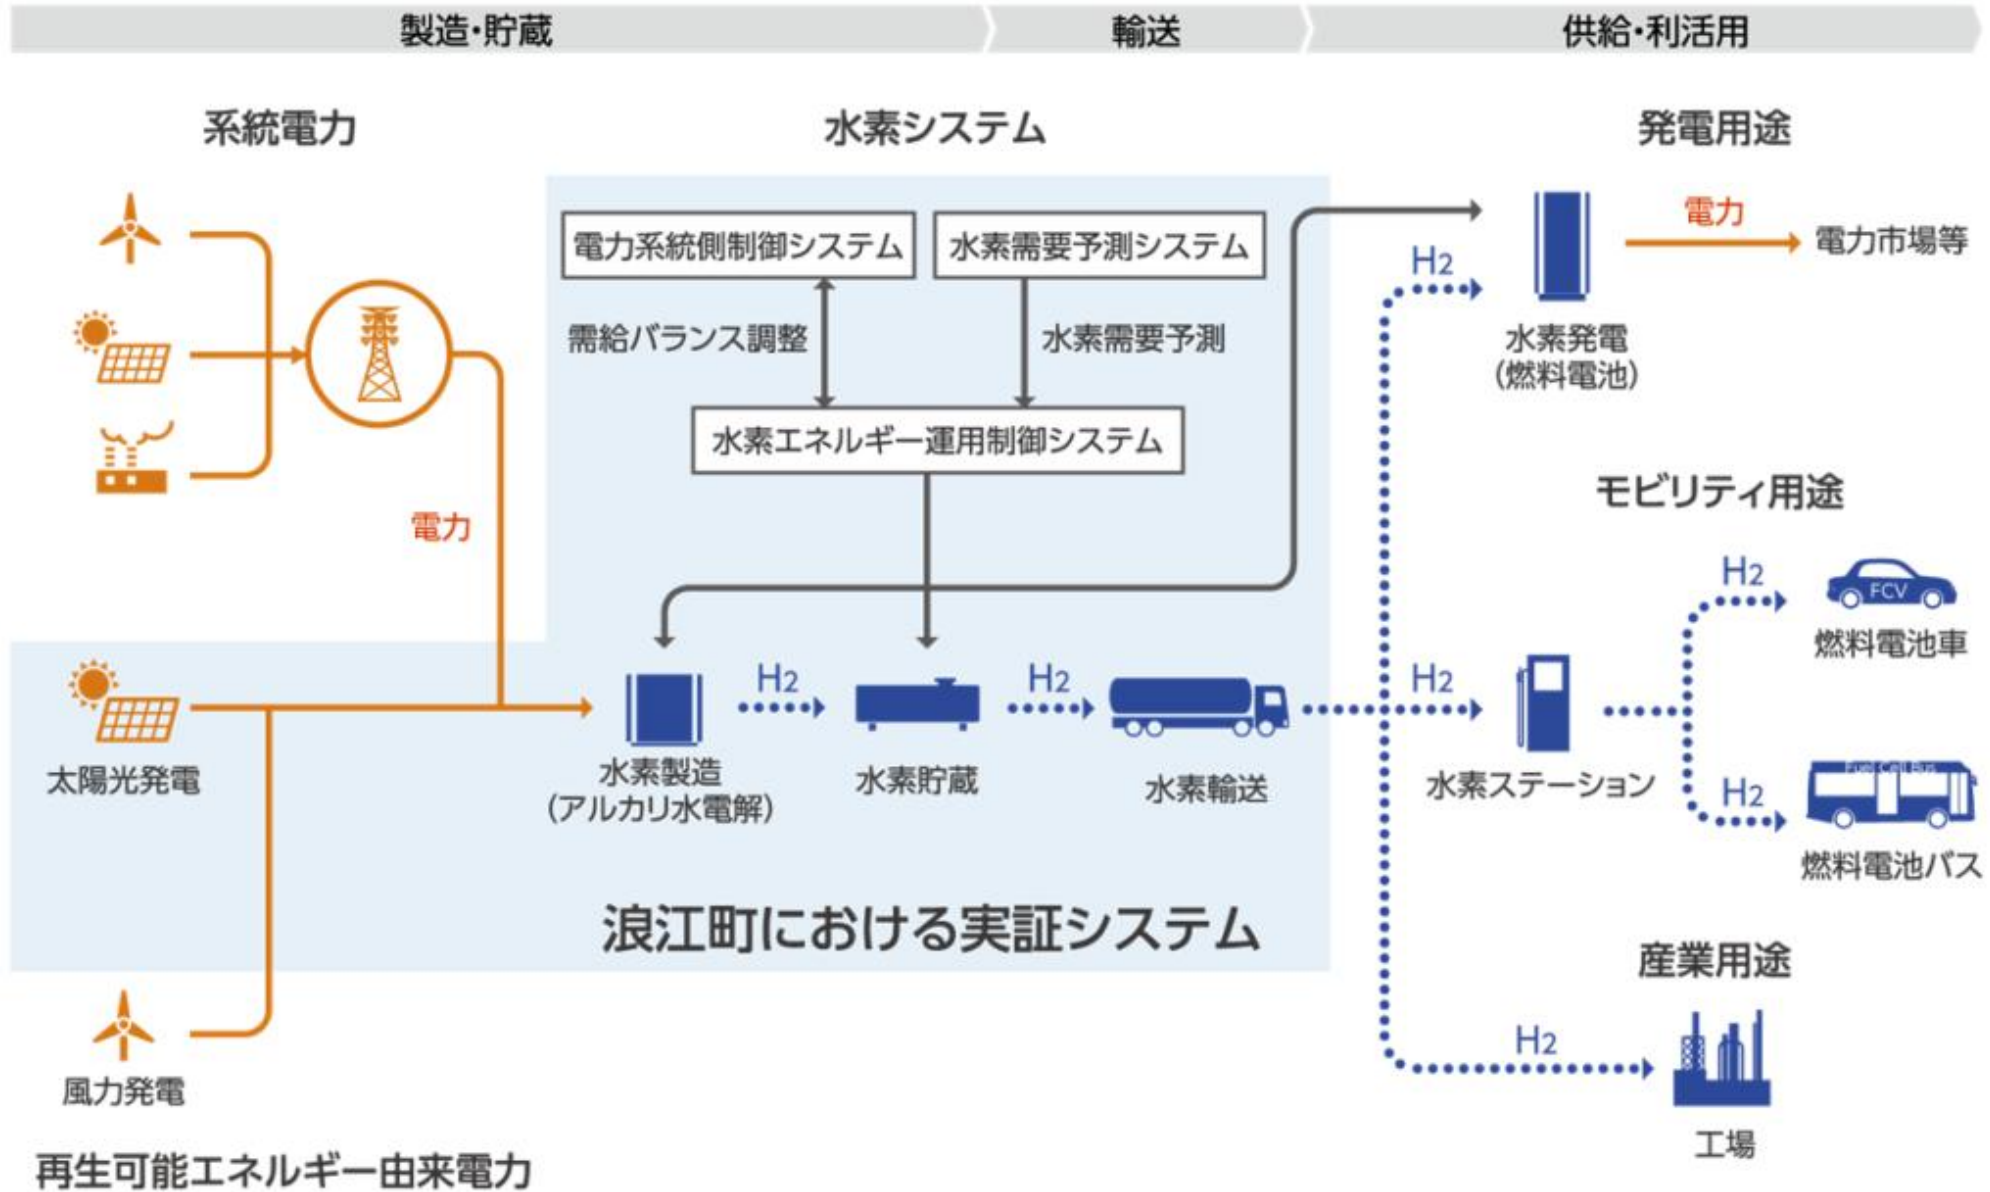 製造・貯蔵
輸送
供給・利活用
系統電力
水素システム
発電用途
電力系統側制御システム
水素需要予測システム
需給バランス調整
水素需要予測
水素エネルギー運用制御システム
電力
H2
電力
電力市場等
水素発電
(燃料電池)
モビリティ用途
H2
FCV
燃料電池車
太陽光発電
水素製造
(アルカリ水電解)
H2
水素貯蔵
H2
水素輸送
H2
水素ステーション
H2
Fuel Cell Bus
燃料電池バス
浪江町における実証システム
産業用途
H2
工場
風力発電
再生可能エネルギー由来電力